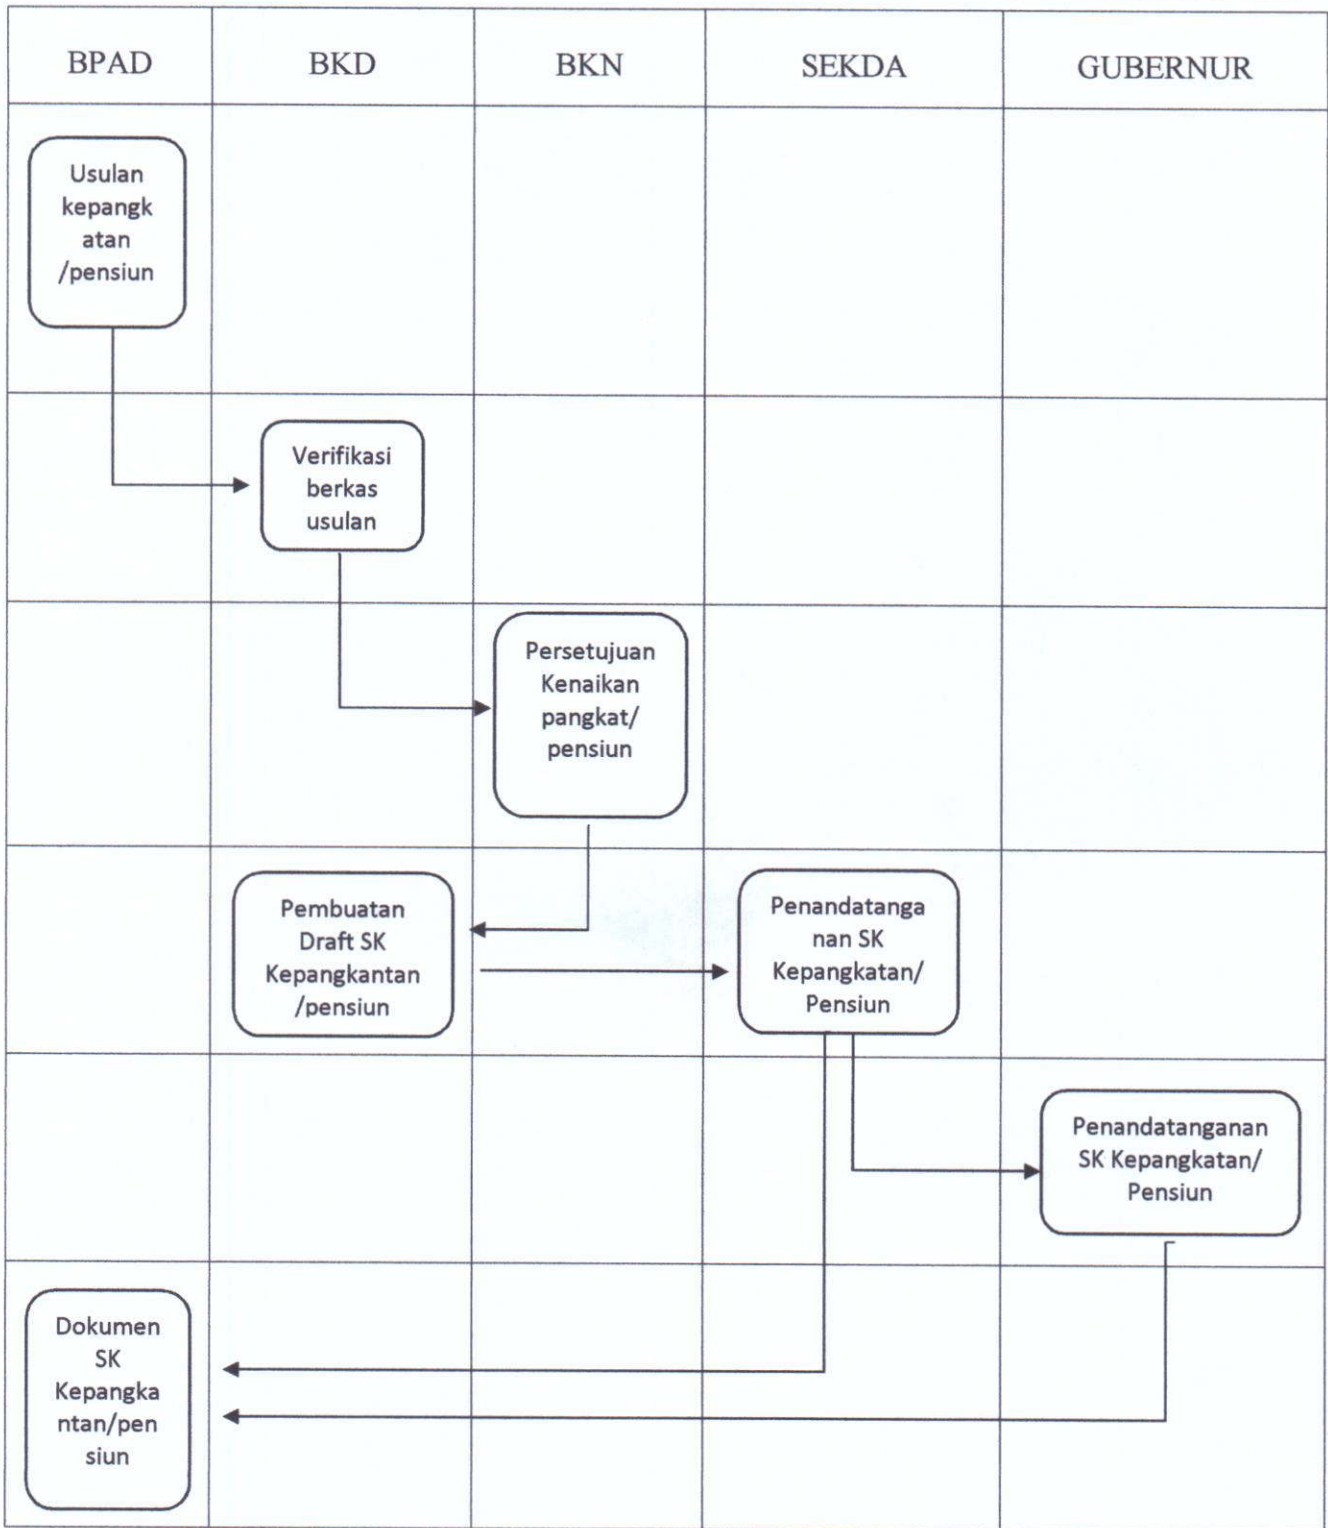 BPAD
BKD
BKN
SEKDA
GUBERNUR
Usulan
kepangk
atan
/pensiun
Verifikasi
berkas
usulan
Persetujuan
Kenaikan
pangkat/
pensiun
Pembuatan
Draft SK
Kepangkantan
/pensiun
Penandatanga
nan SK
Kepangkatan/
Pensiun
Penandatanganan
SK Kepangkatan/
Pensiun
Dokumen
SK
Kepangka
ntan/pen
siun